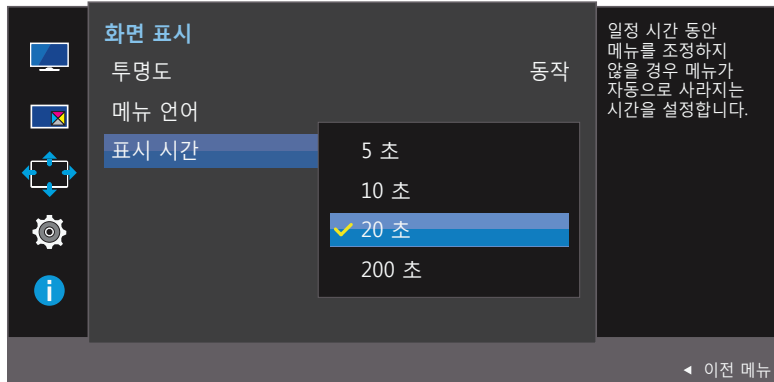 화면 표시
투명도 동작
메뉴 언어
표시 시간
5 초
10 초
20 초
200 초
일정 시간 동안
메뉴를 조정하지
않을 경우 메뉴가
자동으로 사라지는
시간을 설정합니다.
◀ 이전 메뉴